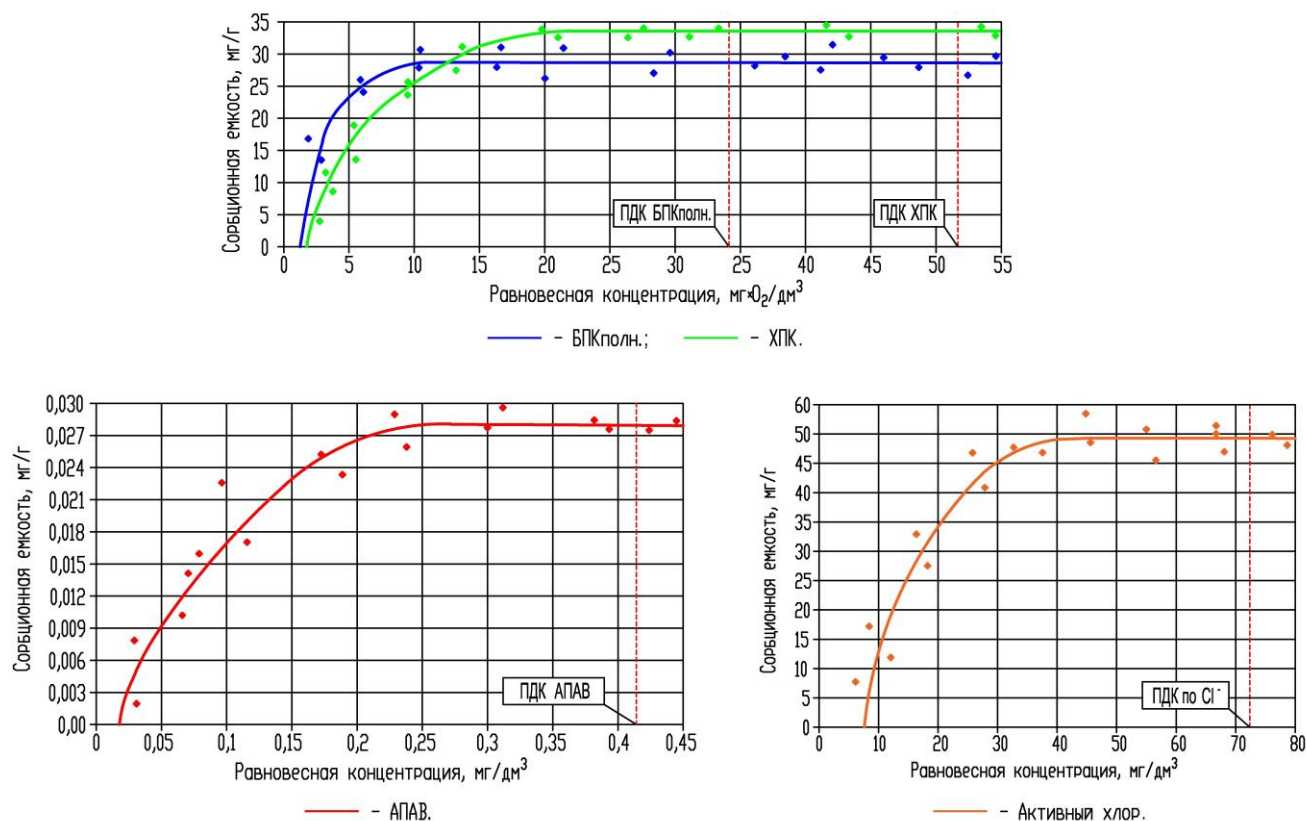 Сорбционная емкость, мг/г
35
30
25
20
15
10
5
0
ПДК БПКполн.
ПДК ХПК
0 5 10 15 20 25 30 25 40 45 50 55
Равновесная концентрация, мг×O₂/дм³
– БПКполн.; – ХПК.
Сорбционная емкость, мг/г
0,030
0,027
0,024
0,021
0,018
0,015
0,012
0,009
0,006
0,003
0,00
ПДК АПАВ
0 0,05 0,1 0,15 0,2 0,25 0,3 0,35 0,4 0,45
Равновесная концентрация, мг/дм³
– АПАВ.
Сорбционная емкость, мг/г
60
50
45
40
35
30
25
20
15
10
5
0
ПДК по Cl⁻
0 10 20 30 40 50 60 70 80
Равновесная концентрация, мг/дм³
– Активный хлор.